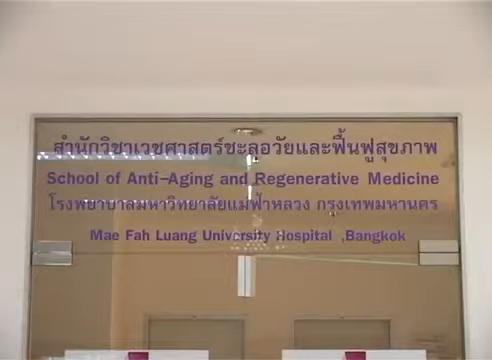 สำนักวิชาเวชศาสตร์ชะลอวัยและฟื้นฟูสุขภาพ
School of Anti-Aging and Regenerative Medicine
โรงพยาบาลมหาวิทยาลัยแม่ฟ้าหลวง กรุงเทพมหานคร
Mae Fah Luang University Hospital ,Bangkok